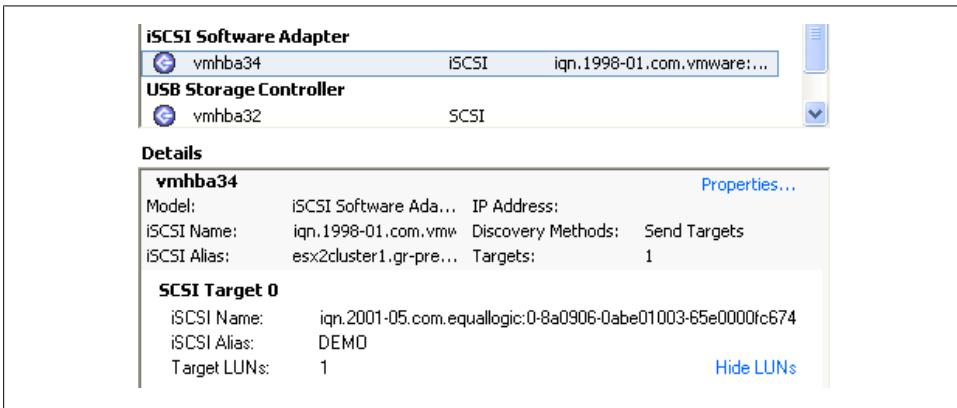 iSCSI Software Adapter
vmhba34 iSCSI iqn.1998-01.com.vmware:...
USB Storage Controller
vmhba32 SCSI
Details
vmhba34 Properties...
Model: iSCSI Software Ada... IP Address:
iSCSI Name: iqn.1998-01.com.vmw Discovery Methods: Send Targets
iSCSI Alias: esx2cluster1.gr-pre... Targets: 1
SCSI Target 0
iSCSI Name: iqn.2001-05.com.equallogic:0-8a0906-0abe01003-65e0000fc674
iSCSI Alias: DEMO
Target LUNs: 1 Hide LUNs